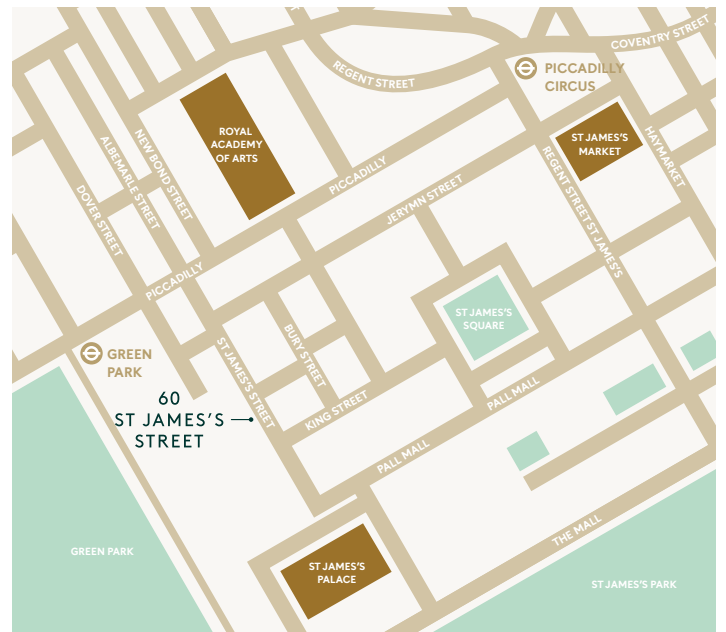 COVENTRY STREET
REGENT STREET
PICCADILLY
CIRCUS
ROYAL
ACADEMY
OF ARTS
ST JAMES'S
MARKET
HAYMARKET
NEW BOND STREET
ALBEMARLE STREET
DOVER STREET
PICCADILLY
JERYMN STREET
REGENT STREET ST JAMES'S
PICCADILLY
ST JAMES'S
SQUARE
GREEN
PARK
ST JAMES'S STREET
BURY STREET
60
ST JAMES'S
STREET
KING STREET
PALL MALL
PALL MALL
THE MALL
GREEN PARK
ST JAMES'S
PALACE
ST JAMES'S PARK